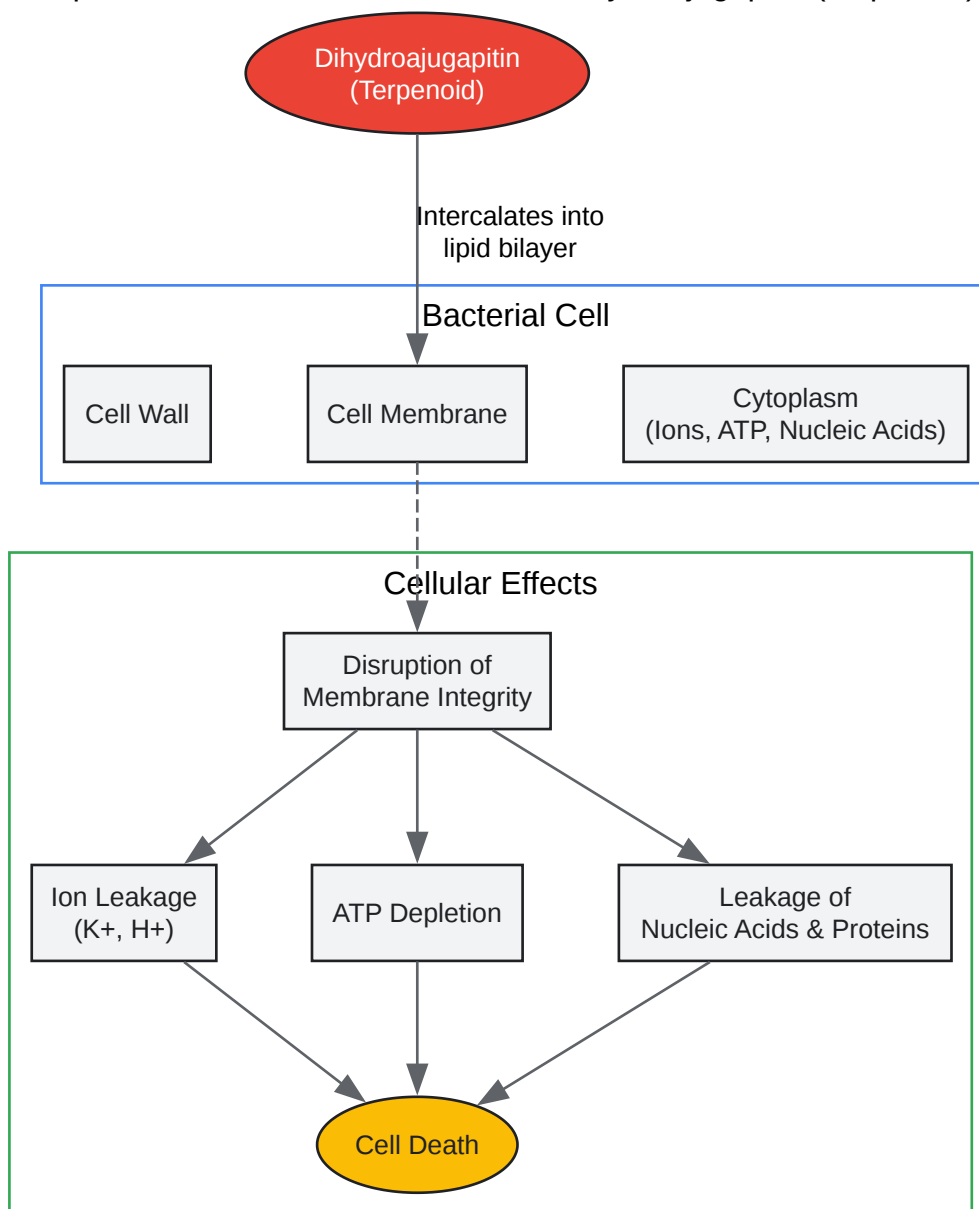 Dihydroajugapitin
(Terpenoid)
Intercalates into
lipid bilayer
Bacterial Cell
Cell Wall
Cell Membrane
Cytoplasm
(Ions, ATP, Nucleic Acids)
Cellular Effects
Disruption of
Membrane Integrity
Ion Leakage
(K+, H+)
ATP Depletion
Leakage of
Nucleic Acids & Proteins
Cell Death